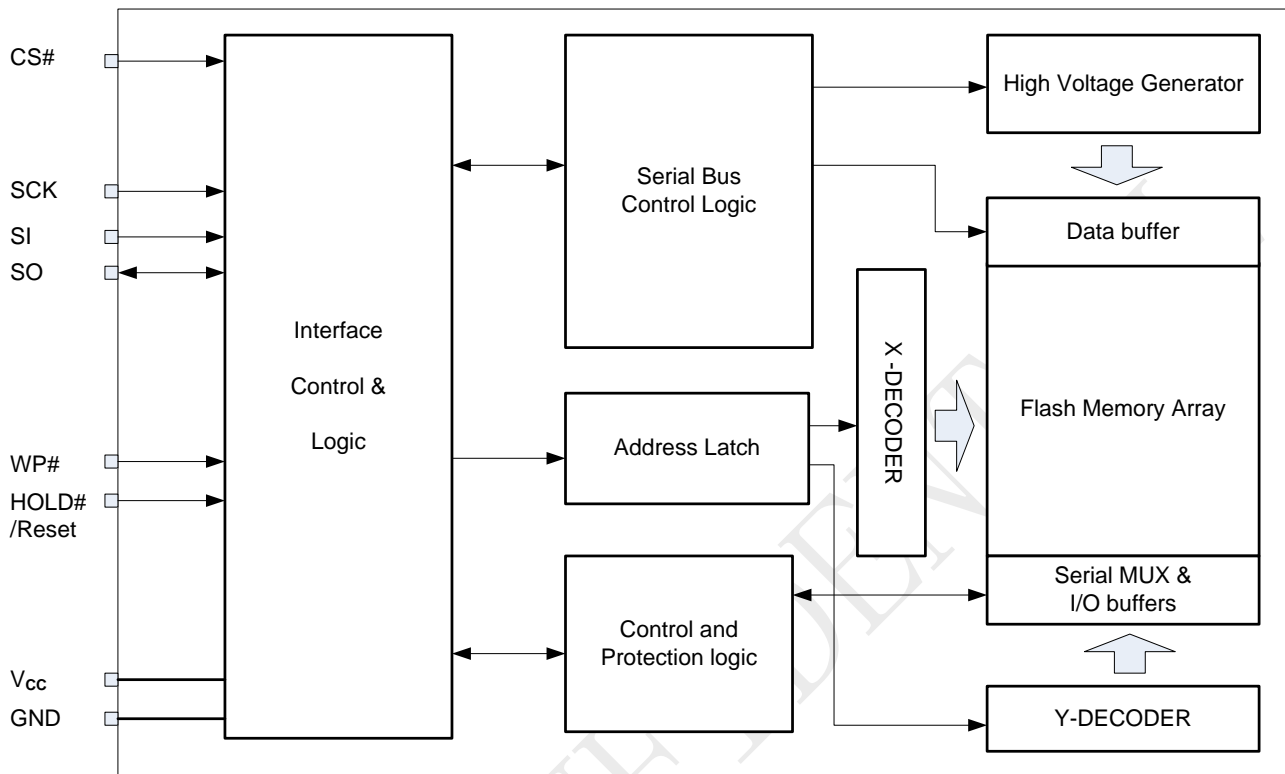 CS#
SCK
SI
SO
WP#
HOLD#
/Reset
VCC
GND
Interface
Control &
Logic
Serial Bus
Control Logic
Address Latch
Control and
Protection logic
X -DECODER
High Voltage Generator
Data buffer
Flash Memory Array
Serial MUX &
I/O buffers
Y-DECODER